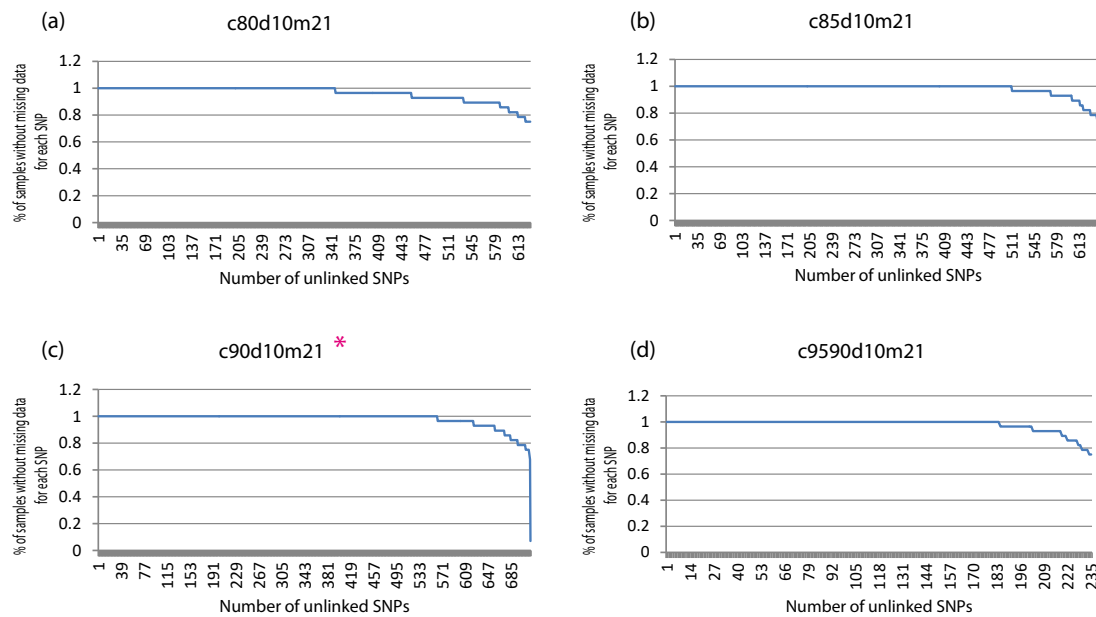 (a)
c80d10m21
% of samples without missing data
for each SNP
1.2
1
0.8
0.6
0.4
0.2
0
1 35 69 103 137 171 205 239 273 307 341 375 409 443 477 511 545 579 613
Number of unlinked SNPs
(b)
c85d10m21
% of samples without missing data
for each SNP
1.2
1
0.8
0.6
0.4
0.2
0
1 35 69 103 137 171 205 239 273 307 341 375 409 443 477 511 545 579 613
Number of unlinked SNPs
(c)
c90d10m21 *
% of samples without missing data
for each SNP
1.2
1
0.8
0.6
0.4
0.2
0
1 39 77 115 153 191 229 267 305 343 381 419 457 495 533 571 609 647 685
Number of unlinked SNPs
(d)
c9590d10m21
% of samples without missing data
for each SNP
1.2
1
0.8
0.6
0.4
0.2
0
1 14 27 40 53 66 79 92 105 118 131 144 157 170 183 196 209 222 235
Number of unlinked SNPs